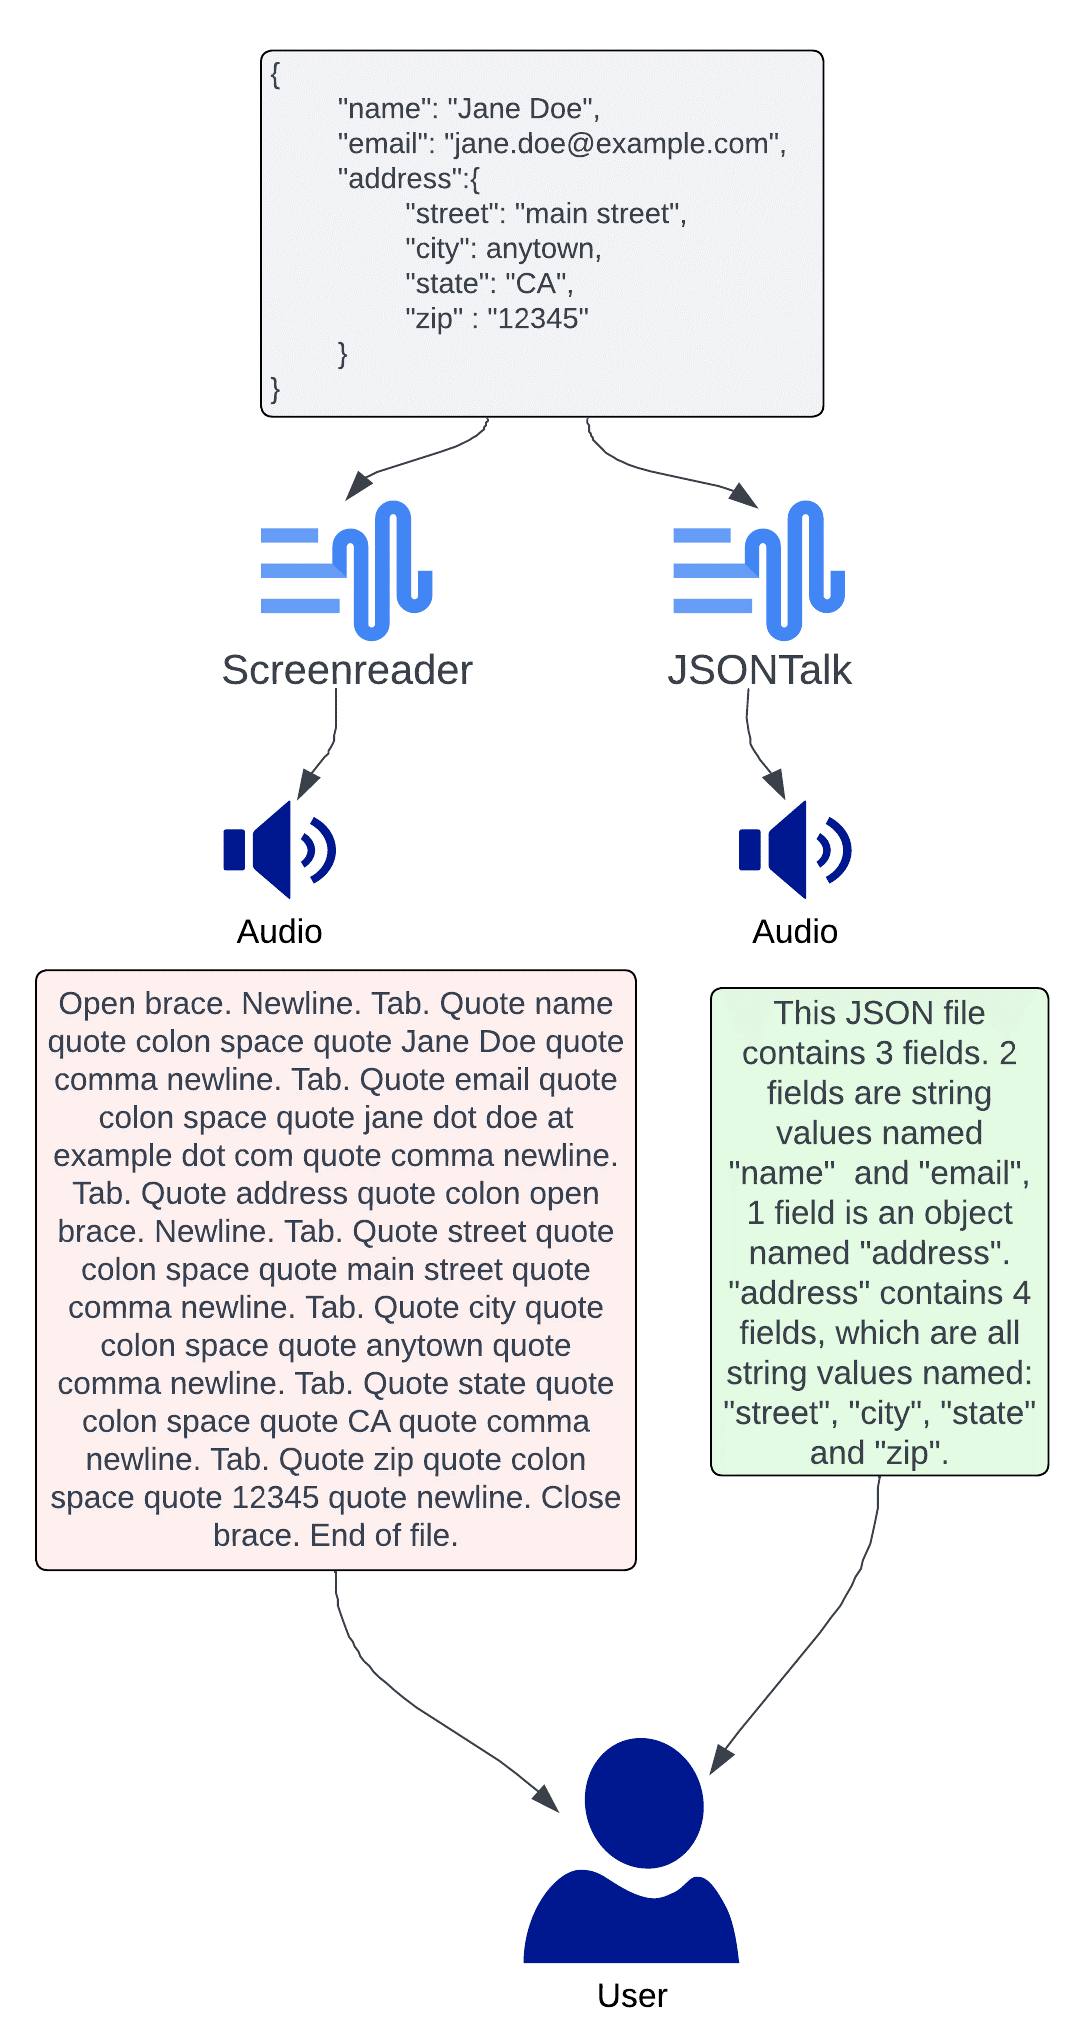 {
"name": "Jane Doe",
"email": "jane.doe@example.com",
"address":{
"street": "main street",
"city": anytown,
"state": "CA",
"zip" : "12345"
}
}
Screenreader
JSONTalk
Audio
Audio
Open brace. Newline. Tab. Quote name
quote colon space quote Jane Doe quote
comma newline. Tab. Quote email quote
colon space quote jane dot doe at
example dot com quote comma newline.
Tab. Quote address quote colon open
brace. Newline. Tab. Quote street quote
colon space quote main street quote
comma newline. Tab. Quote city quote
colon space quote anytown quote
comma newline. Tab. Quote state quote
colon space quote CA quote comma
newline. Tab. Quote zip quote colon
space quote 12345 quote newline. Close
brace. End of file.
This JSON file
contains 3 fields. 2
fields are string
values named
"name"  and "email",
1 field is an object
named "address".
"address" contains 4
fields, which are all
string values named:
"street", "city", "state"
and "zip".
User